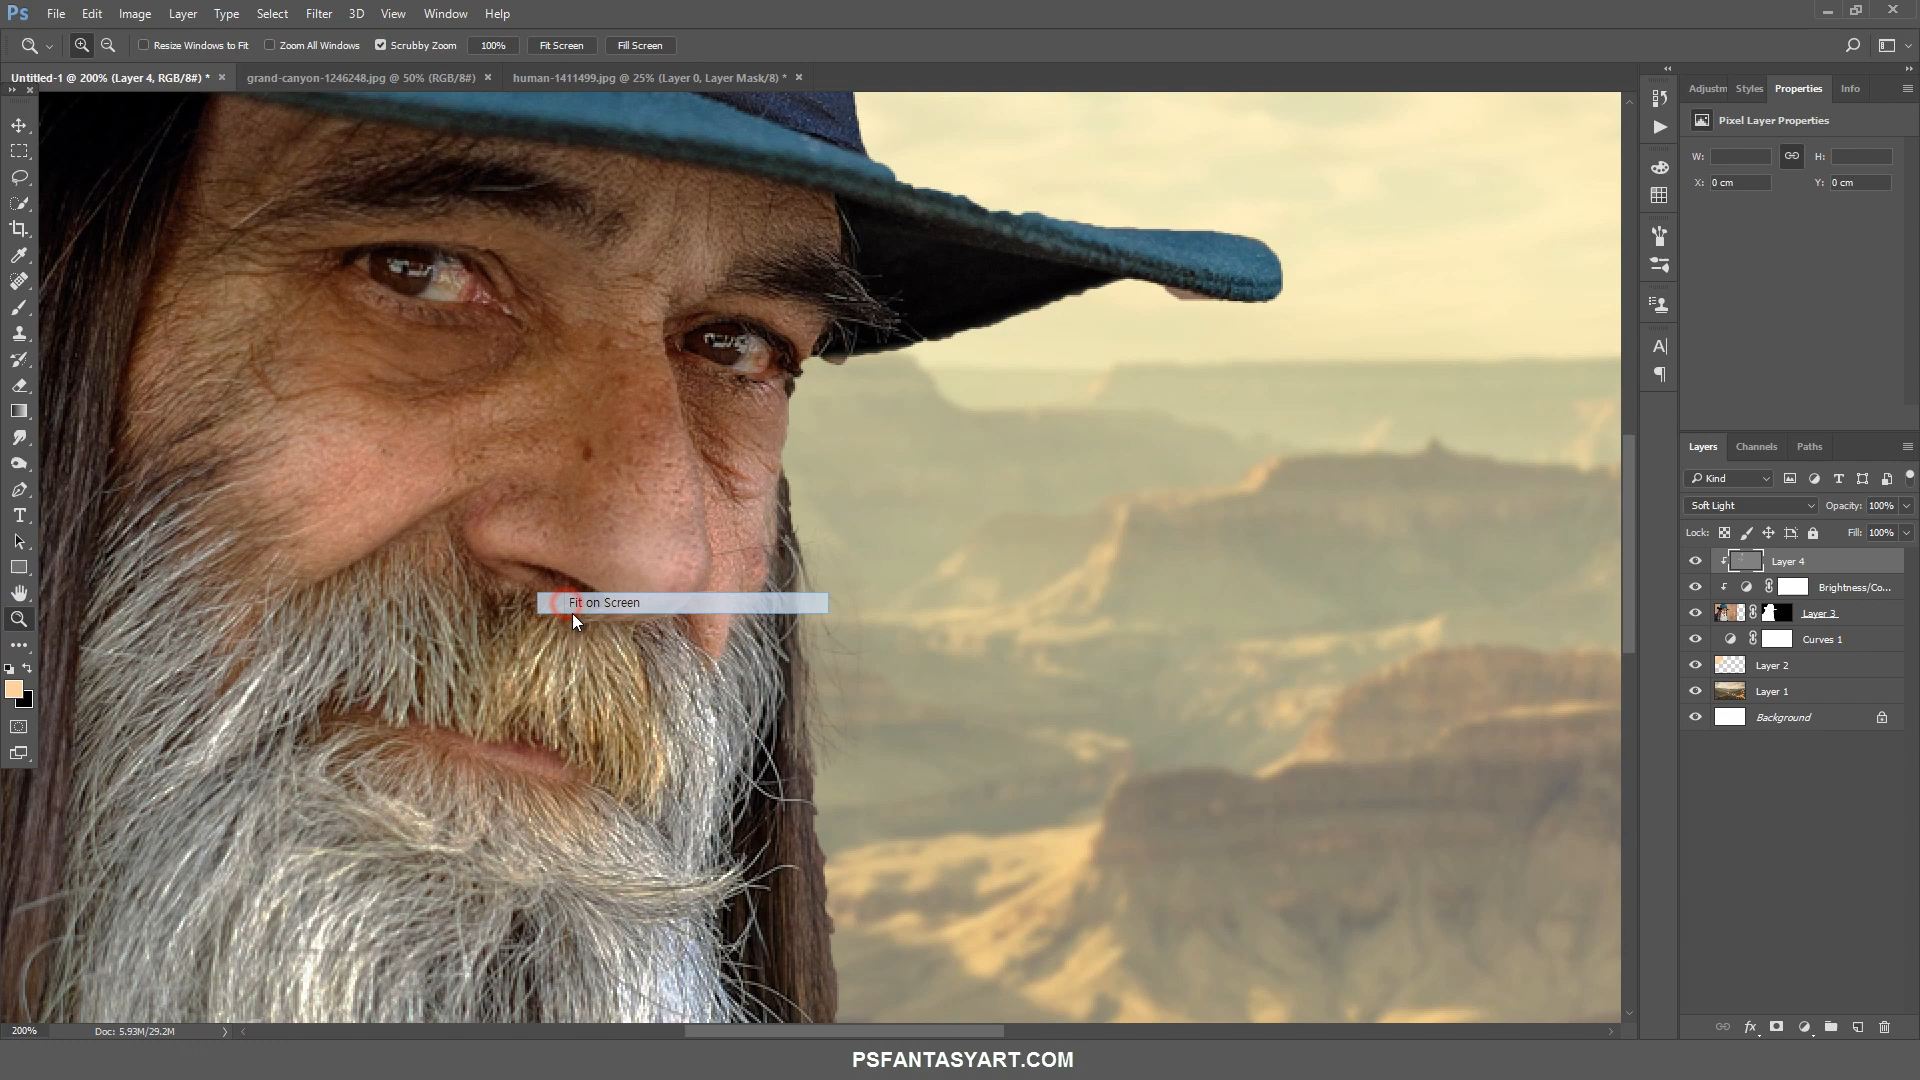 Ps File Edit Image Layer Type Select Filter 3D View Window Help
Resize Windows to Fit Zoom All Windows Scrubby Zoom 100% Fit Screen Fill Screen
Untitled-1 @ 200% (Layer 4, RGB/8#) * × grand-canyon-1246248.jpg @ 50% (RGB/8#) × human-1411499.jpg @ 25% (Layer 0, Layer Mask/8) * ×
Adjustm Styles Properties Info
Pixel Layer Properties
W: H:
X: 0 cm Y: 0 cm
Layers Channels Paths
Kind
Soft Light Opacity: 100%
Lock: Fill: 100%
Layer 4
Brightness/Co...
Layer 3
Curves 1
Layer 2
Layer 1
Background
Fit on Screen
200% Doc: 5.93M/29.2M
PSFANTASYART.COM